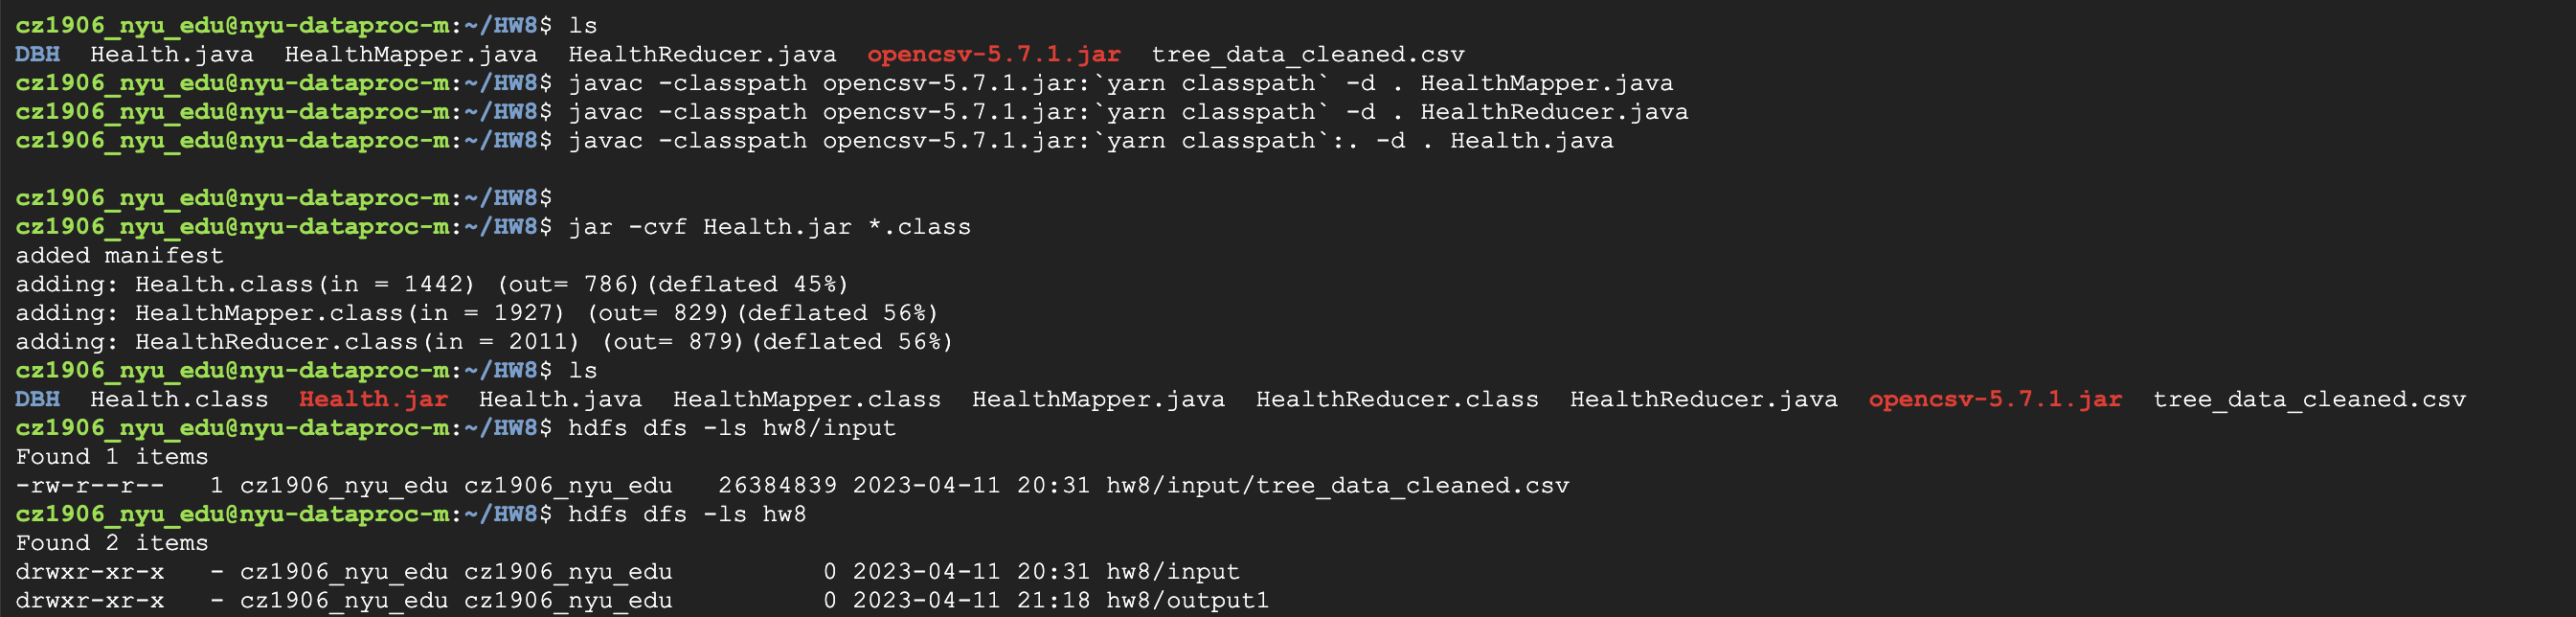 cz1906_nyu_edu@nyu-dataproc-m:~/HW8$ ls
DBH  Health.java  HealthMapper.java  HealthReducer.java  opencsv-5.7.1.jar  tree_data_cleaned.csv
cz1906_nyu_edu@nyu-dataproc-m:~/HW8$ javac -classpath opencsv-5.7.1.jar:`yarn classpath` -d . HealthMapper.java
cz1906_nyu_edu@nyu-dataproc-m:~/HW8$ javac -classpath opencsv-5.7.1.jar:`yarn classpath` -d . HealthReducer.java
cz1906_nyu_edu@nyu-dataproc-m:~/HW8$ javac -classpath opencsv-5.7.1.jar:`yarn classpath`:. -d . Health.java
cz1906_nyu_edu@nyu-dataproc-m:~/HW8$
cz1906_nyu_edu@nyu-dataproc-m:~/HW8$ jar -cvf Health.jar *.class
added manifest
adding: Health.class(in = 1442) (out= 786)(deflated 45%)
adding: HealthMapper.class(in = 1927) (out= 829)(deflated 56%)
adding: HealthReducer.class(in = 2011) (out= 879)(deflated 56%)
cz1906_nyu_edu@nyu-dataproc-m:~/HW8$ ls
DBH  Health.class  Health.jar  Health.java  HealthMapper.class  HealthMapper.java  HealthReducer.class  HealthReducer.java  opencsv-5.7.1.jar  tree_data_cleaned.csv
cz1906_nyu_edu@nyu-dataproc-m:~/HW8$ hdfs dfs -ls hw8/input
Found 1 items
-rw-r--r--   1 cz1906_nyu_edu cz1906_nyu_edu   26384839 2023-04-11 20:31 hw8/input/tree_data_cleaned.csv
cz1906_nyu_edu@nyu-dataproc-m:~/HW8$ hdfs dfs -ls hw8
Found 2 items
drwxr-xr-x   - cz1906_nyu_edu cz1906_nyu_edu          0 2023-04-11 20:31 hw8/input
drwxr-xr-x   - cz1906_nyu_edu cz1906_nyu_edu          0 2023-04-11 21:18 hw8/output1